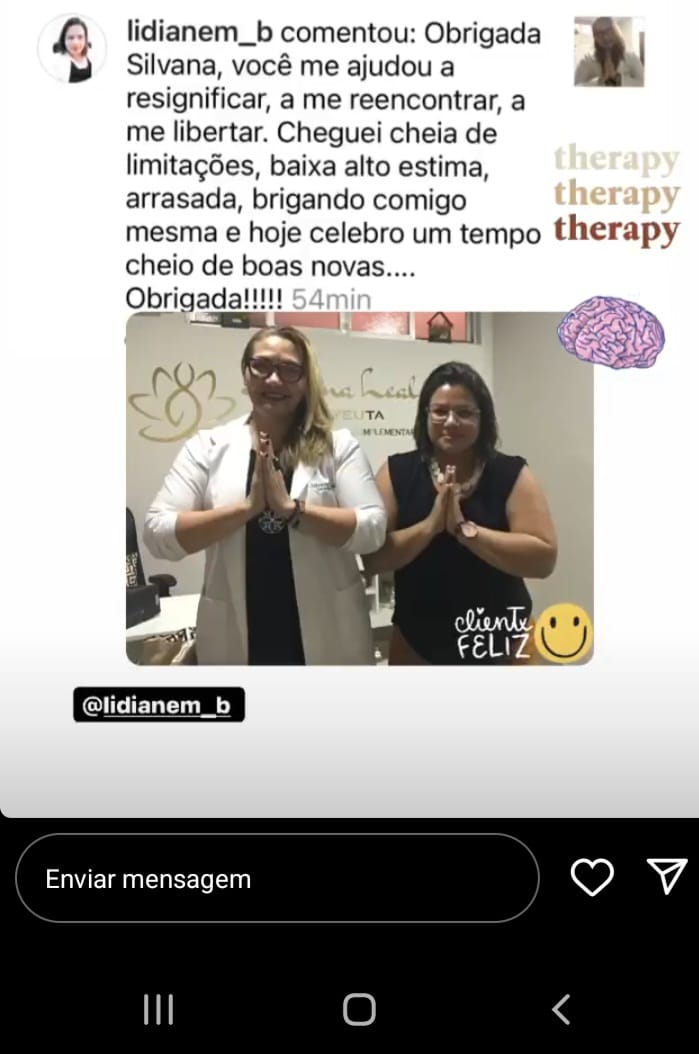 lidianem_b comentou: Obrigada
Silvana, você me ajudou a
resignificar, a me reencontrar, a
me libertar. Cheguei cheia de
limitações, baixa alto estima,
arrasada, brigando comigo
mesma e hoje celebro um tempo
cheio de boas novas....
Obrigada!!!!! 54min
therapy
therapy
therapy
cliente
FELIZ
@lidianem_b
Enviar mensagem